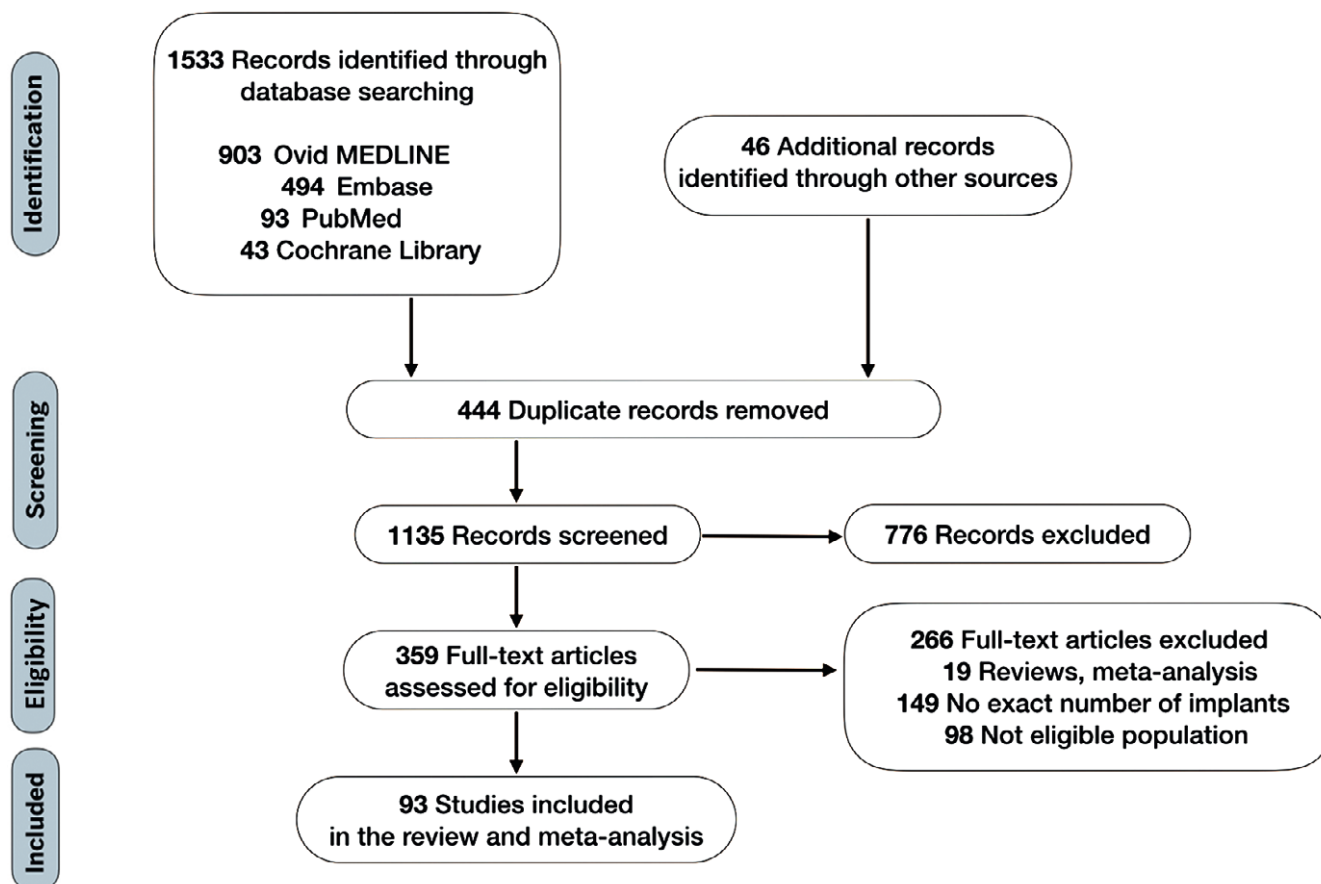 Identification
1533 Records identified through
database searching
903 Ovid MEDLINE
494 Embase
93 PubMed
43 Cochrane Library
46 Additional records
identified through other sources
Screening
444 Duplicate records removed
1135 Records screened
776 Records excluded
Eligibility
359 Full-text articles
assessed for eligibility
266 Full-text articles excluded
19 Reviews, meta-analysis
149 No exact number of implants
98 Not eligible population
Included
93 Studies included
in the review and meta-analysis